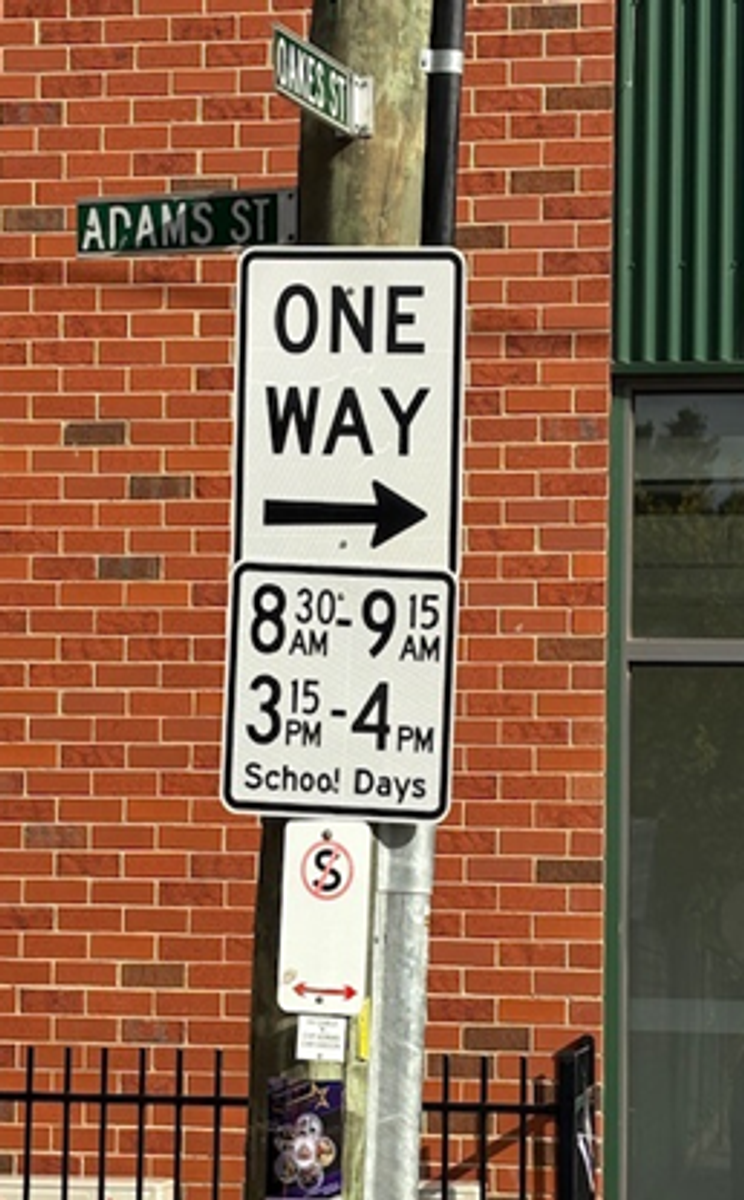 OAKES ST
ADAMS ST
ONE
WAY
8 30 AM - 9 15 AM
3 15 PM - 4 PM
School Days
S